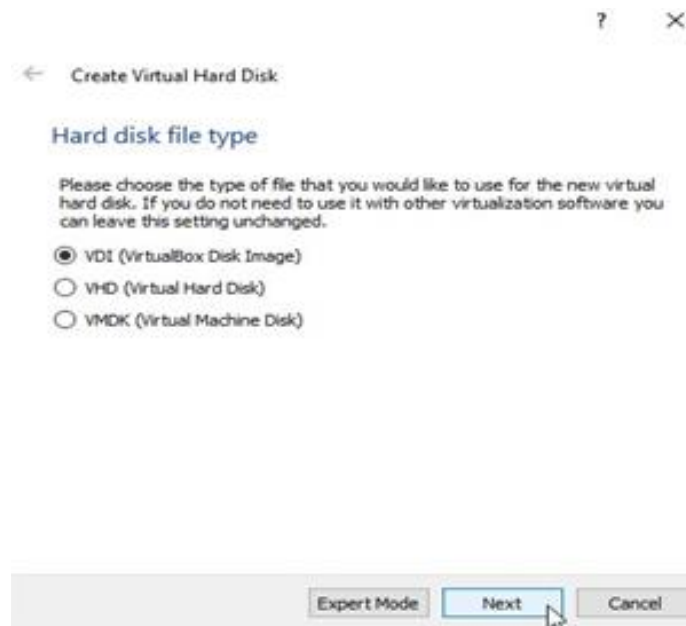 ?
Create Virtual Hard Disk
Hard disk file type
Please choose the type of file that you would like to use for the new virtual
hard disk. If you do not need to use it with other virtualization software you
can leave this setting unchanged.
VDI (VirtualBox Disk Image)
VHD (Virtual Hard Disk)
VMDK (Virtual Machine Disk)
Expert Mode Next Cancel